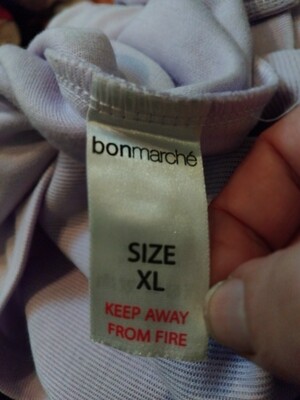 bonmarché
SIZE
XL
KEEP AWAY
FROM FIRE